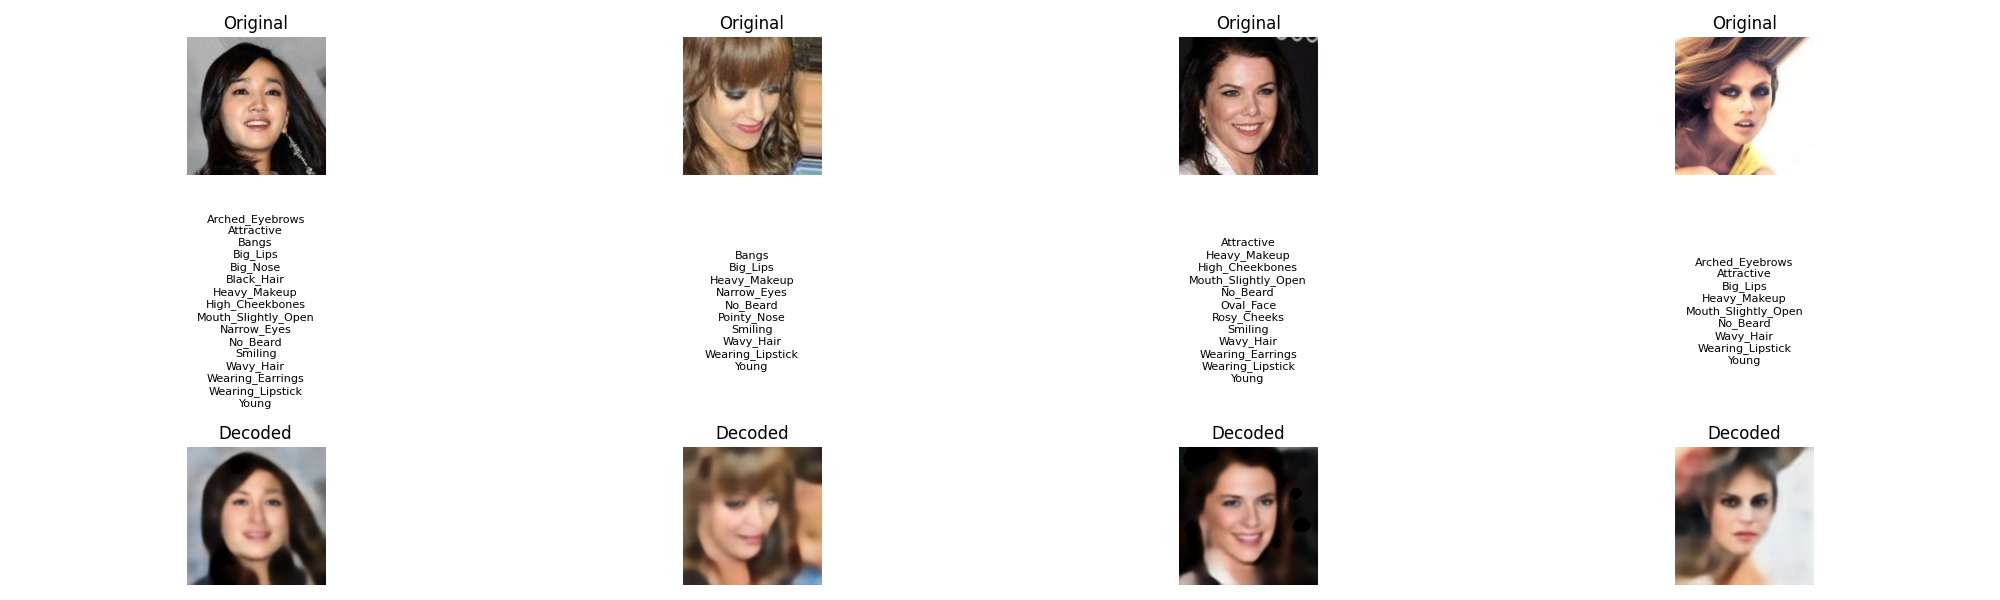 Original
Original
Original
Original
Arched_Eyebrows
Attractive
Bangs
Big_Lips
Big_Nose
Black_Hair
Heavy_Makeup
High_Cheekbones
Mouth_Slightly_Open
Narrow_Eyes
No_Beard
Smiling
Wavy_Hair
Wearing_Earrings
Wearing_Lipstick
Young
Bangs
Big_Lips
Heavy_Makeup
Narrow_Eyes
No_Beard
Pointy_Nose
Smiling
Wavy_Hair
Wearing_Lipstick
Young
Attractive
Heavy_Makeup
High_Cheekbones
Mouth_Slightly_Open
No_Beard
Oval_Face
Rosy_Cheeks
Smiling
Wavy_Hair
Wearing_Earrings
Wearing_Lipstick
Young
Arched_Eyebrows
Attractive
Big_Lips
Heavy_Makeup
Mouth_Slightly_Open
No_Beard
Wavy_Hair
Wearing_Lipstick
Young
Decoded
Decoded
Decoded
Decoded